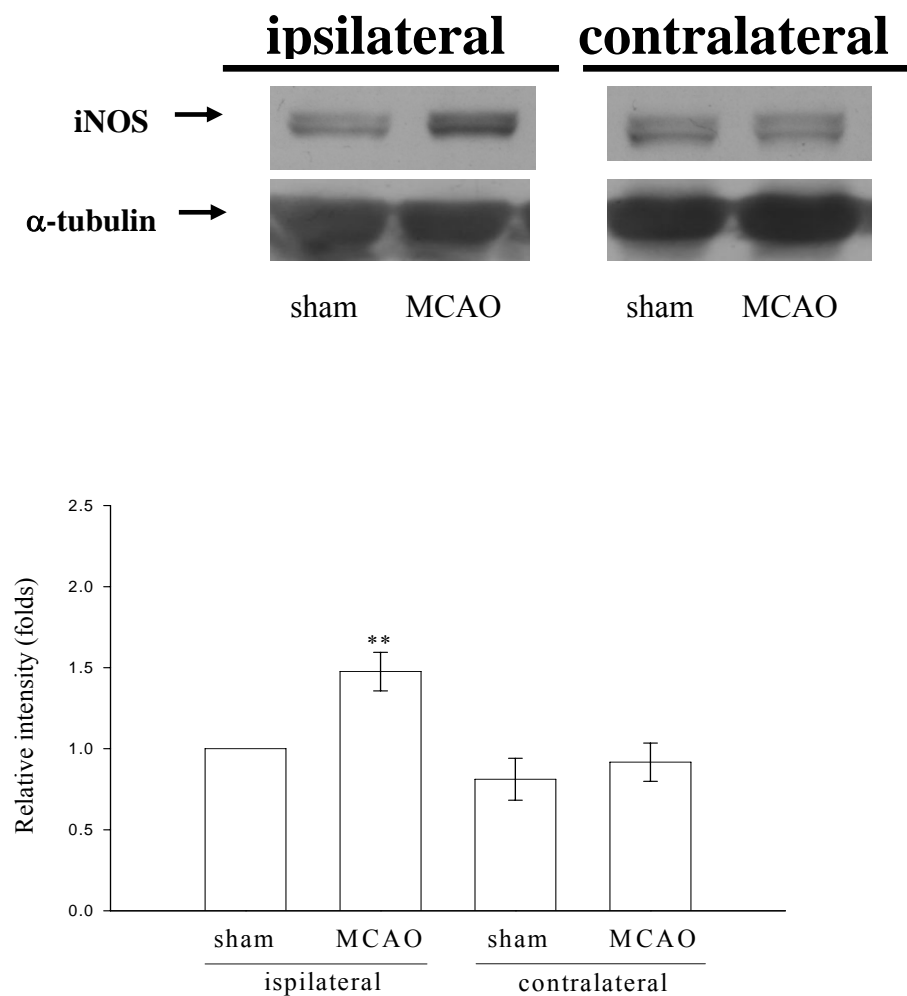 ipsilateral contralateral
iNOS
α-tubulin
sham MCAO sham MCAO
2.5
2.0
1.5
1.0
0.5
0.0
Relative intensity (folds)
**
sham MCAO sham MCAO
ispilateral contralateral